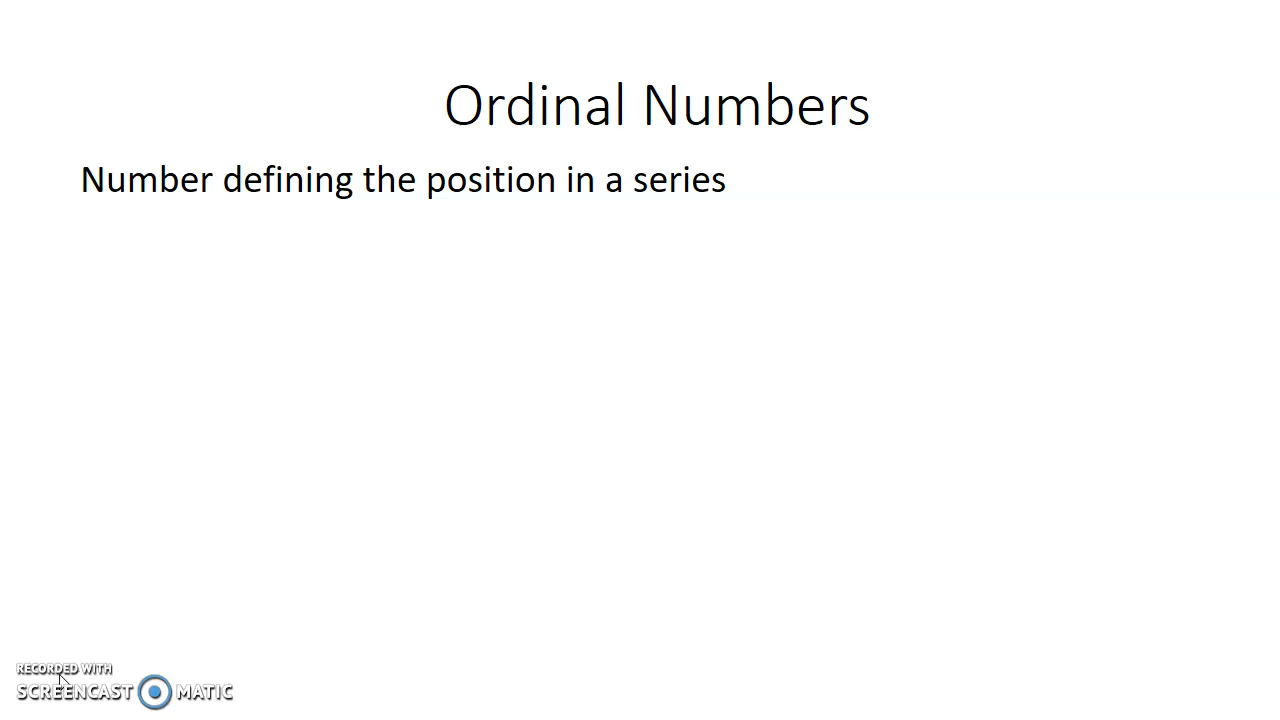 Ordinal Numbers
Number defining the position in a series
RECORDED WITH
SCREENCAST MATIC